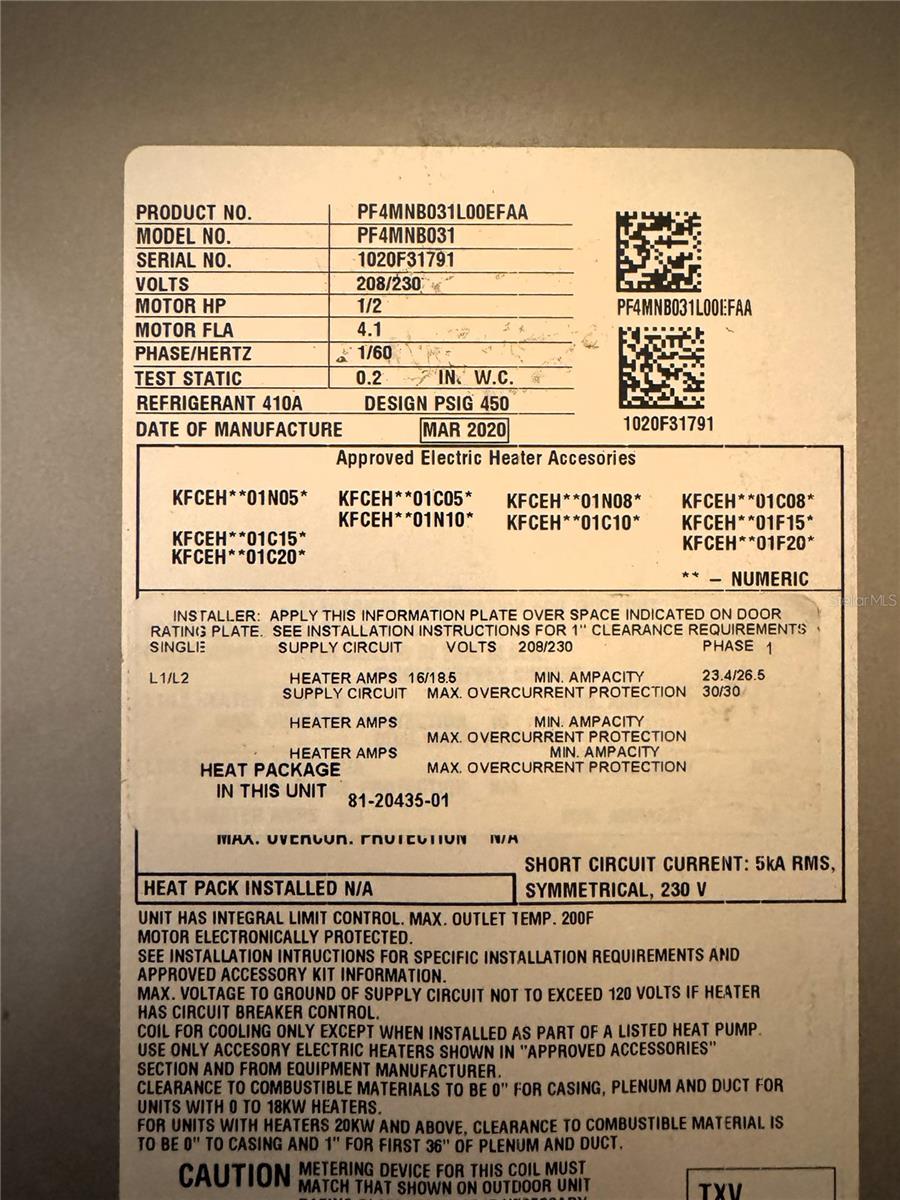 PRODUCT NO. PF4MNB031L00EFAA
MODEL NO. PF4MNB031
SERIAL NO. 1020F31791
VOLTS 208/230
MOTOR HP 1/2
MOTOR FLA 4.1
PHASE/HERTZ 1/60
TEST STATIC 0.2 IN. W.C.
REFRIGERANT 410A DESIGN PSIG 450
DATE OF MANUFACTURE MAR 2020
PF4MNB031L00EFAA
1020F31791
Approved Electric Heater Accesories
KFCEH**01N05* KFCEH**01C05* KFCEH**01N08* KFCEH**01C08*
KFCEH**01N10* KFCEH**01C10* KFCEH**01F15*
KFCEH**01C15* KFCEH**01F20*
KFCEH**01C20*
** – NUMERIC
StellarMLS
INSTALLER: APPLY THIS INFORMATION PLATE OVER SPACE INDICATED ON DOOR
RATING PLATE. SEE INSTALLATION INSTRUCTIONS FOR 1" CLEARANCE REQUIREMENTS
SINGLE SUPPLY CIRCUIT VOLTS 208/230 PHASE 1
L1/L2 HEATER AMPS 16/18.5 MIN. AMPACITY 23.4/26.5
SUPPLY CIRCUIT MAX. OVERCURRENT PROTECTION 30/30
HEATER AMPS MIN. AMPACITY
MAX. OVERCURRENT PROTECTION
HEATER AMPS MIN. AMPACITY
HEAT PACKAGE MAX. OVERCURRENT PROTECTION
IN THIS UNIT 81-20435-01
MAX. OVERCUR. PROTECTION N/A
SHORT CIRCUIT CURRENT: 5kA RMS,
HEAT PACK INSTALLED N/A SYMMETRICAL, 230 V
UNIT HAS INTEGRAL LIMIT CONTROL. MAX. OUTLET TEMP. 200F
MOTOR ELECTRONICALLY PROTECTED.
SEE INSTALLATION INTRUCTIONS FOR SPECIFIC INSTALLATION REQUIREMENTS AND
APPROVED ACCESSORY KIT INFORMATION.
MAX. VOLTAGE TO GROUND OF SUPPLY CIRCUIT NOT TO EXCEED 120 VOLTS IF HEATER
HAS CIRCUIT BREAKER CONTROL.
COIL FOR COOLING ONLY EXCEPT WHEN INSTALLED AS PART OF A LISTED HEAT PUMP.
USE ONLY ACCESORY ELECTRIC HEATERS SHOWN IN "APPROVED ACCESSORIES"
SECTION AND FROM EQUIPMENT MANUFACTURER.
CLEARANCE TO COMBUSTIBLE MATERIALS TO BE 0" FOR CASING, PLENUM AND DUCT FOR
UNITS WITH 0 TO 18KW HEATERS.
FOR UNITS WITH HEATERS 20KW AND ABOVE, CLEARANCE TO COMBUSTIBLE MATERIAL IS
TO BE 0" TO CASING AND 1" FOR FIRST 36" OF PLENUM AND DUCT.
CAUTION METERING DEVICE FOR THIS COIL MUST
MATCH THAT SHOWN ON OUTDOOR UNIT
TXV